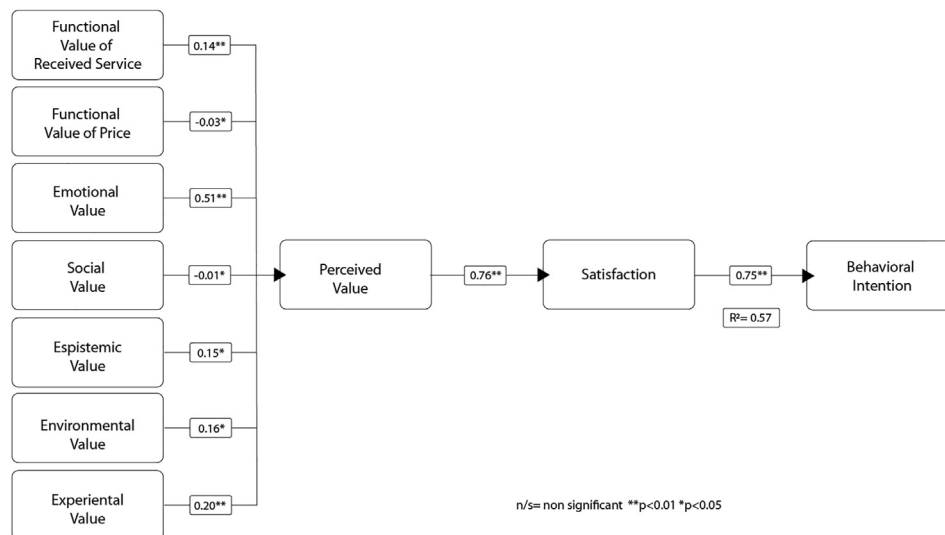 Functional
Value of
Received Service
0.14**
Functional
Value of Price
-0.03*
Emotional
Value
0.51**
Social
Value
-0.01*
Espistemic
Value
0.15*
Environmental
Value
0.16*
Experiental
Value
0.20**
Perceived
Value
0.76**
Satisfaction
0.75**
R²= 0.57
Behavioral
Intention
n/s= non significant **p<0.01 *p<0.05